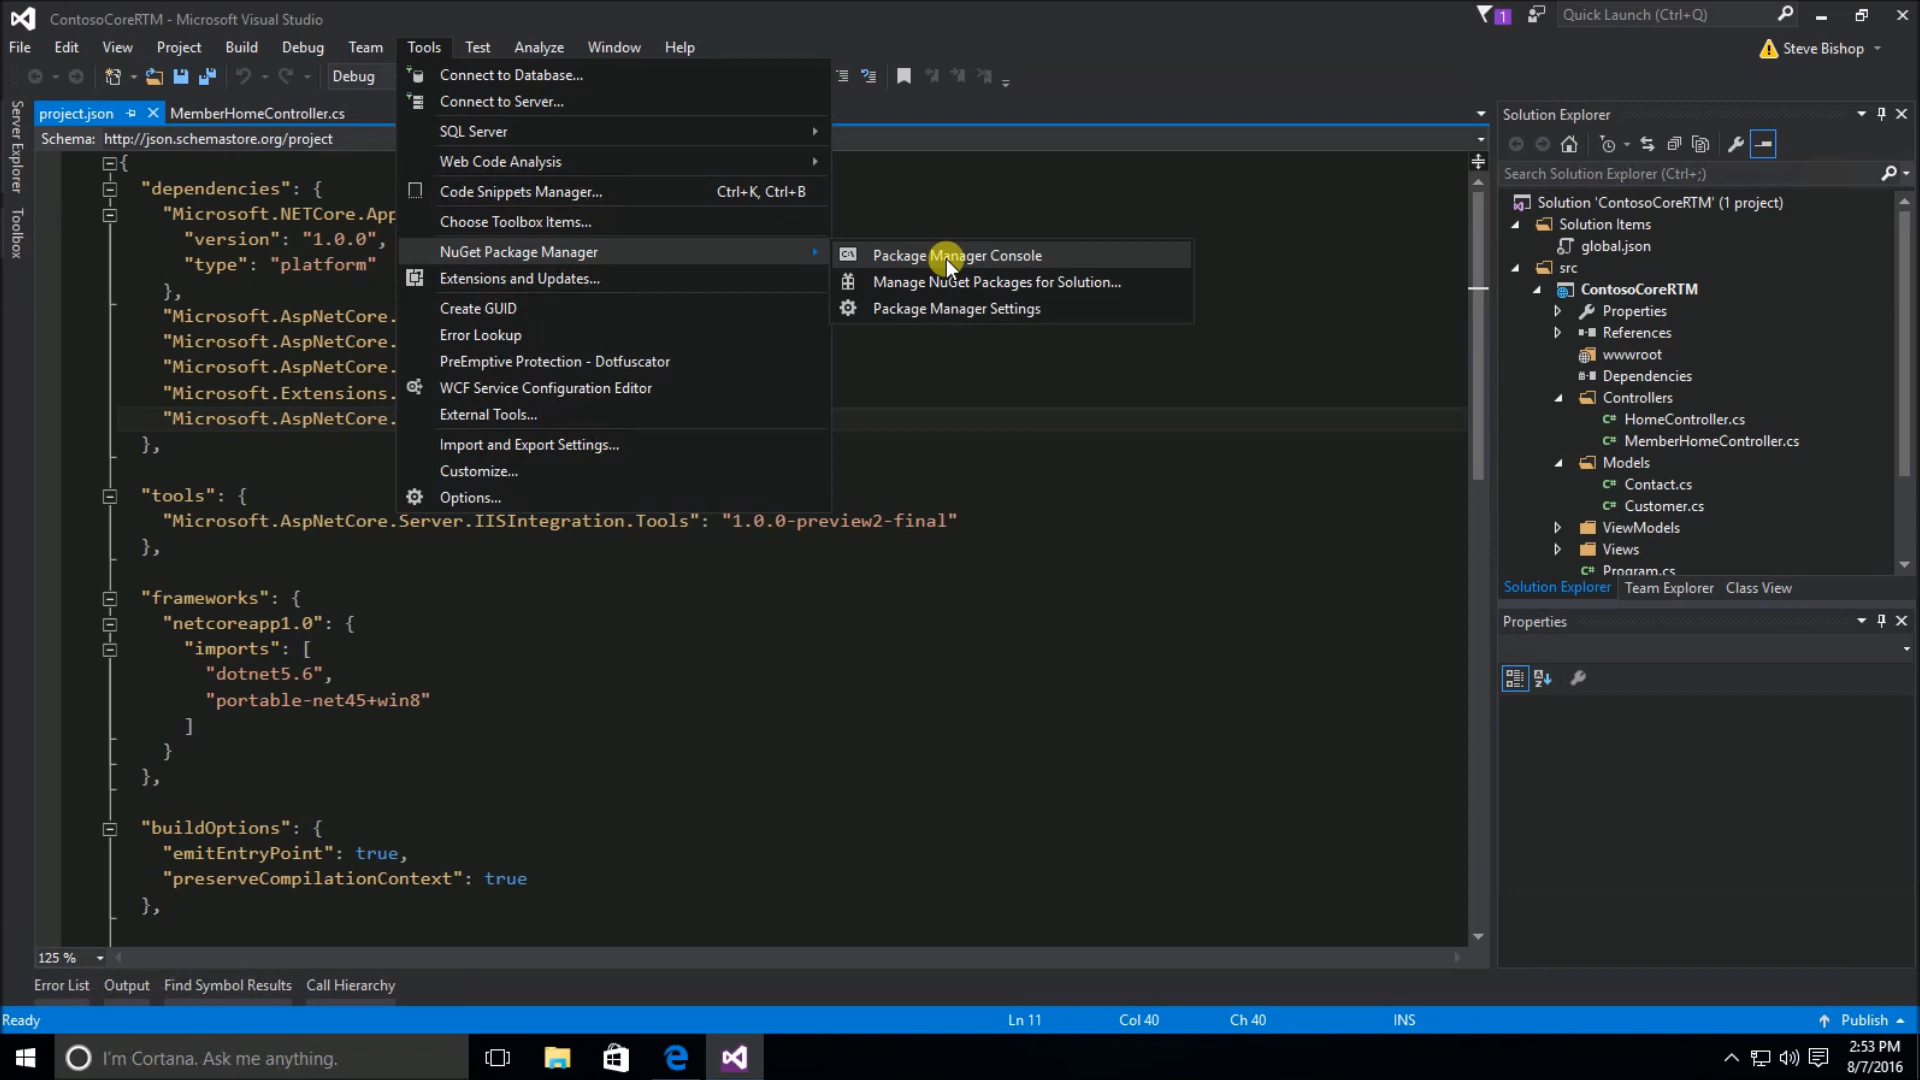 ContosoCoreRTM - Microsoft Visual Studio
1
Quick Launch (Ctrl+Q)
File Edit View Project Build Debug Team Tools Test Analyze Window Help
Steve Bishop
Debug
Connect to Database...
Connect to Server...
SQL Server
Web Code Analysis
Code Snippets Manager... Ctrl+K, Ctrl+B
Choose Toolbox Items...
NuGet Package Manager
Extensions and Updates...
Create GUID
Error Lookup
PreEmptive Protection - Dotfuscator
WCF Service Configuration Editor
External Tools...
Import and Export Settings...
Customize...
Options...
Package Manager Console
Manage NuGet Packages for Solution...
Package Manager Settings
Server Explorer
Toolbox
project.json
MemberHomeController.cs
Schema: http://json.schemastore.org/project
{
"dependencies": {
"Microsoft.NETCore.App
"version": "1.0.0",
"type": "platform"
},
"Microsoft.AspNetCore.
"Microsoft.AspNetCore.
"Microsoft.AspNetCore.
"Microsoft.Extensions.
"Microsoft.AspNetCore.
},
"tools": {
"Microsoft.AspNetCore.Server.IISIntegration.Tools": "1.0.0-preview2-final"
},
"frameworks": {
"netcoreapp1.0": {
"imports": [
"dotnet5.6",
"portable-net45+win8"
]
}
},
"buildOptions": {
"emitEntryPoint": true,
"preserveCompilationContext": true
},
125 %
Solution Explorer
Search Solution Explorer (Ctrl+;)
Solution 'ContosoCoreRTM' (1 project)
Solution Items
global.json
src
ContosoCoreRTM
Properties
References
wwwroot
Dependencies
Controllers
HomeController.cs
MemberHomeController.cs
Models
Contact.cs
Customer.cs
ViewModels
Views
Program.cs
Solution Explorer Team Explorer Class View
Properties
Error List Output Find Symbol Results Call Hierarchy
Ready Ln 11 Col 40 Ch 40 INS Publish
I'm Cortana. Ask me anything.
2:53 PM
8/7/2016